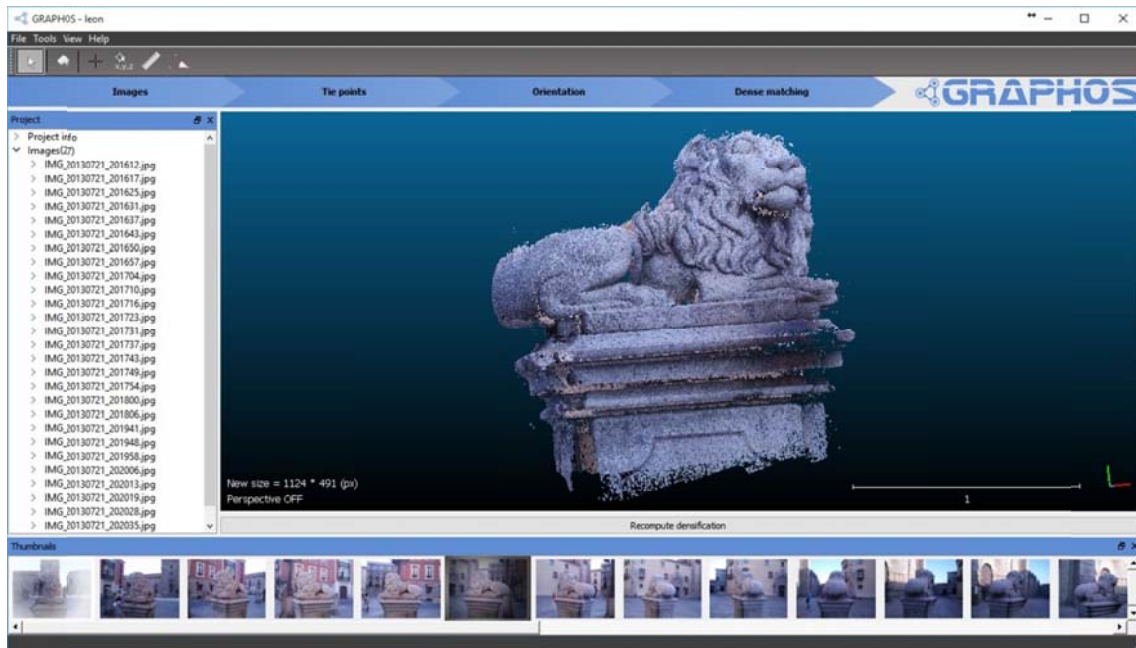 GRAPHOS - leon
File Tools View Help
x,y,z
Images Tie points Orientation Dense matching GRAPHOS
Project
Project info
Images(27)
IMG_20130721_201612.jpg
IMG_20130721_201617.jpg
IMG_20130721_201625.jpg
IMG_20130721_201631.jpg
IMG_20130721_201637.jpg
IMG_20130721_201643.jpg
IMG_20130721_201650.jpg
IMG_20130721_201657.jpg
IMG_20130721_201704.jpg
IMG_20130721_201710.jpg
IMG_20130721_201716.jpg
IMG_20130721_201723.jpg
IMG_20130721_201731.jpg
IMG_20130721_201737.jpg
IMG_20130721_201743.jpg
IMG_20130721_201749.jpg
IMG_20130721_201754.jpg
IMG_20130721_201800.jpg
IMG_20130721_201806.jpg
IMG_20130721_201941.jpg
IMG_20130721_201948.jpg
IMG_20130721_201958.jpg
IMG_20130721_202006.jpg
IMG_20130721_202013.jpg
IMG_20130721_202019.jpg
IMG_20130721_202028.jpg
IMG_20130721_202035.jpg
New size = 1124 * 491 (px)
Perspective OFF
1
Recompute densification
Thumbnails